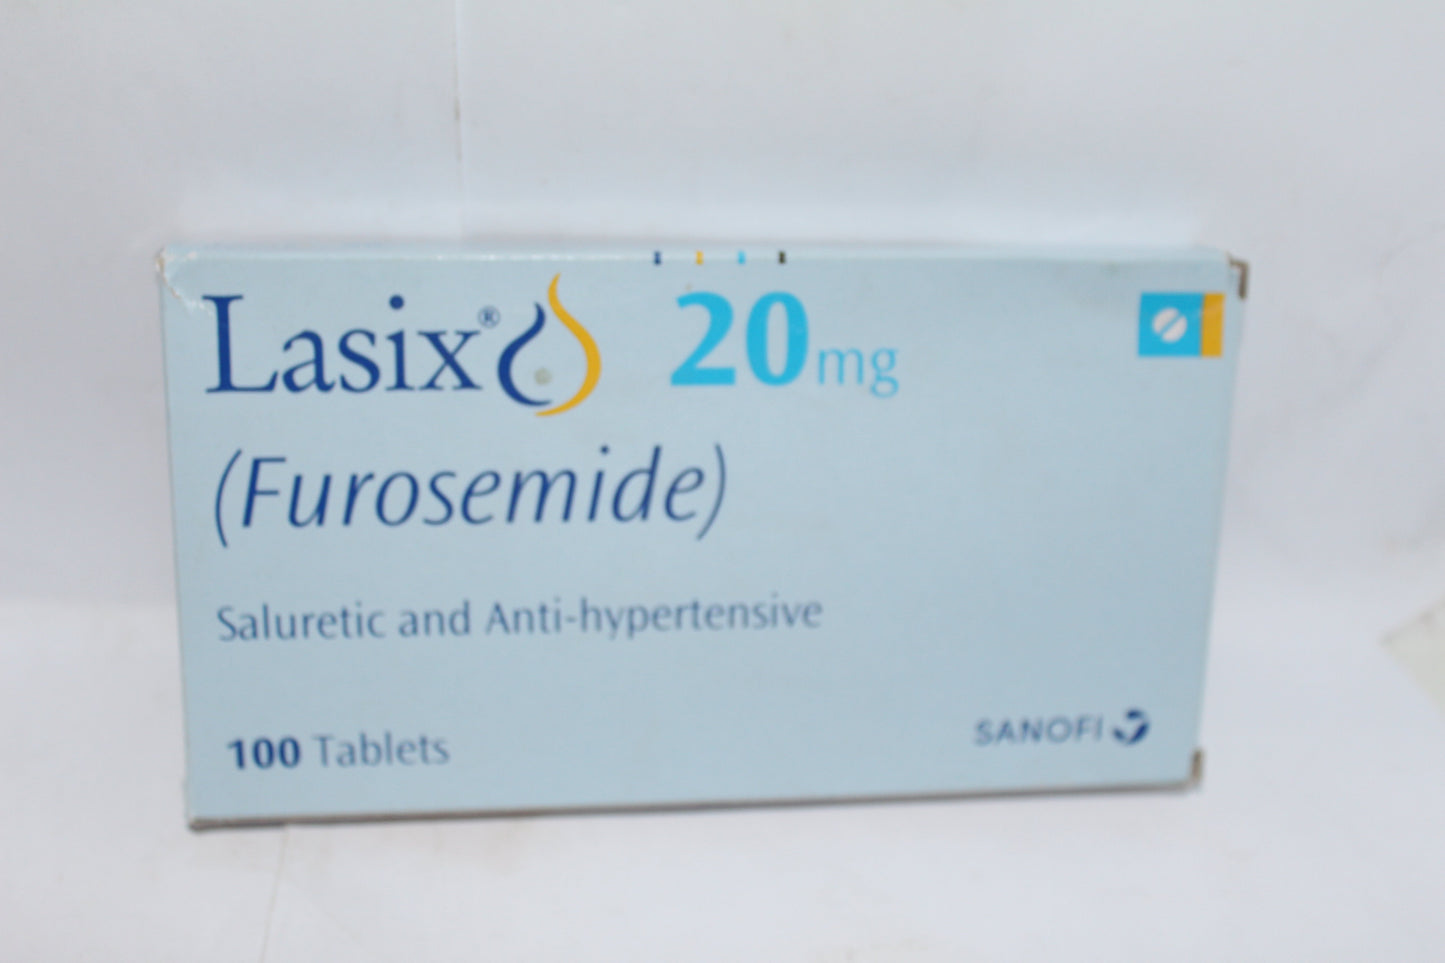 Lasix® 20mg
(Furosemide)
Saluretic and Anti-hypertensive
100 Tablets
SANOFI